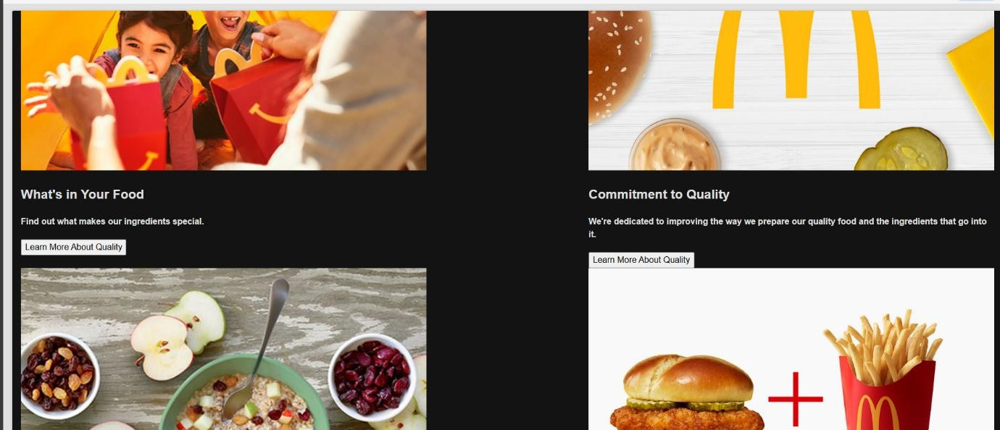 What's in Your Food
Find out what makes our ingredients special.
Learn More About Quality
Commitment to Quality
We're dedicated to improving the way we prepare our quality food and the ingredients that go into
it.
Learn More About Quality